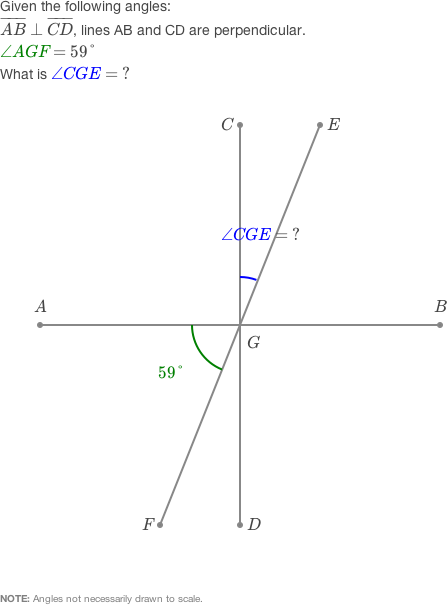 Given the following angles:
AB ⊥ CD, lines AB and CD are perpendicular.
∠AGF = 59°
What is ∠CGE = ?
C
E
∠CGE = ?
A
B
G
59°
F
D
NOTE: Angles not necessarily drawn to scale.